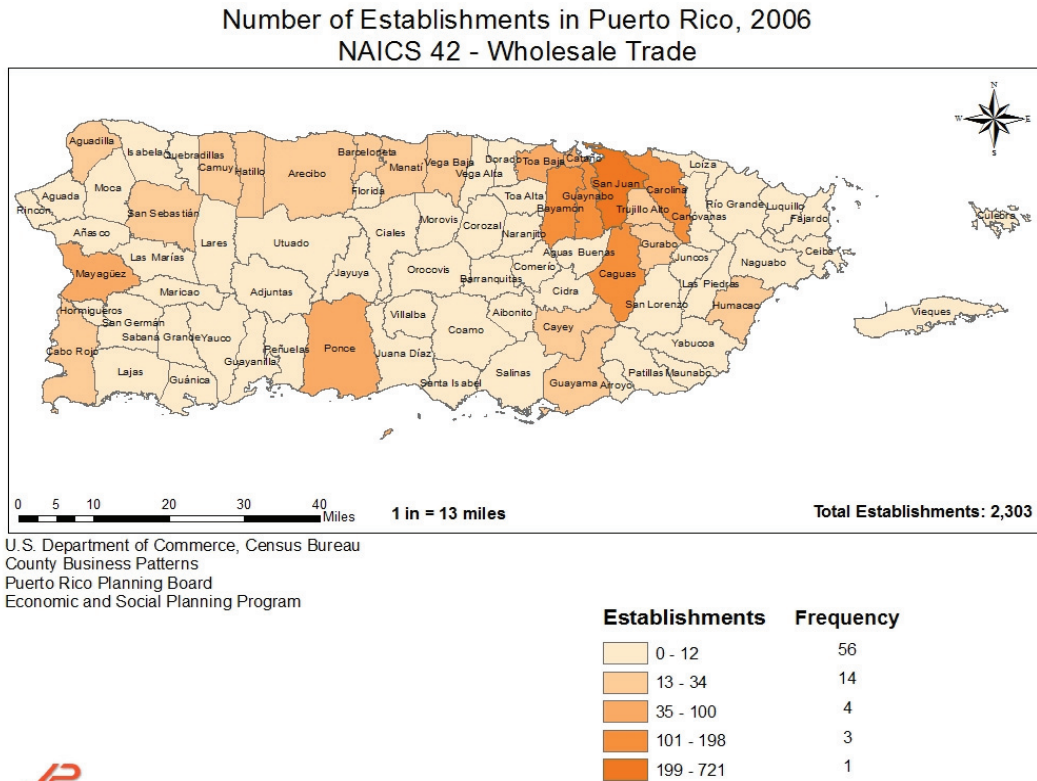 Number of Establishments in Puerto Rico, 2006
NAICS 42 - Wholesale Trade
N
W E
S
Aguadilla
Isabela
Quebradillas
Camuy
Hatillo
Arecibo
Barceloneta
Manatí
Vega Baja
Vega Alta
Dorado
Toa Baja
Cataño
San Juan
Loíza
Carolina
Aguada
Moca
Rincón
San Sebastián
Florida
Toa Alta
Bayamón
Guaynabo
Trujillo Alto
Canóvanas
Río Grande
Luquillo
Fajardo
Culebra
Añasco
Las Marías
Lares
Utuado
Ciales
Morovis
Corozal
Naranjito
Aguas Buenas
Gurabo
Juncos
Naguabo
Ceiba
Mayagüez
Maricao
Adjuntas
Jayuya
Orocovis
Barranquitas
Comerío
Cidra
Caguas
San Lorenzo
Las Piedras
Humacao
Vieques
Hormigueros
San Germán
Sabana Grande
Yauco
Guayanilla
Peñuelas
Ponce
Villalba
Juana Díaz
Coamo
Aibonito
Cayey
Yabucoa
Cabo Rojo
Lajas
Guánica
Santa Isabel
Salinas
Guayama
Arroyo
Patillas
Maunabo
0 5 10 20 30 40
Miles
1 in = 13 miles
Total Establishments: 2,303
U.S. Department of Commerce, Census Bureau
County Business Patterns
Puerto Rico Planning Board
Economic and Social Planning Program
Establishments Frequency
0 - 12 56
13 - 34 14
35 - 100 4
101 - 198 3
199 - 721 1